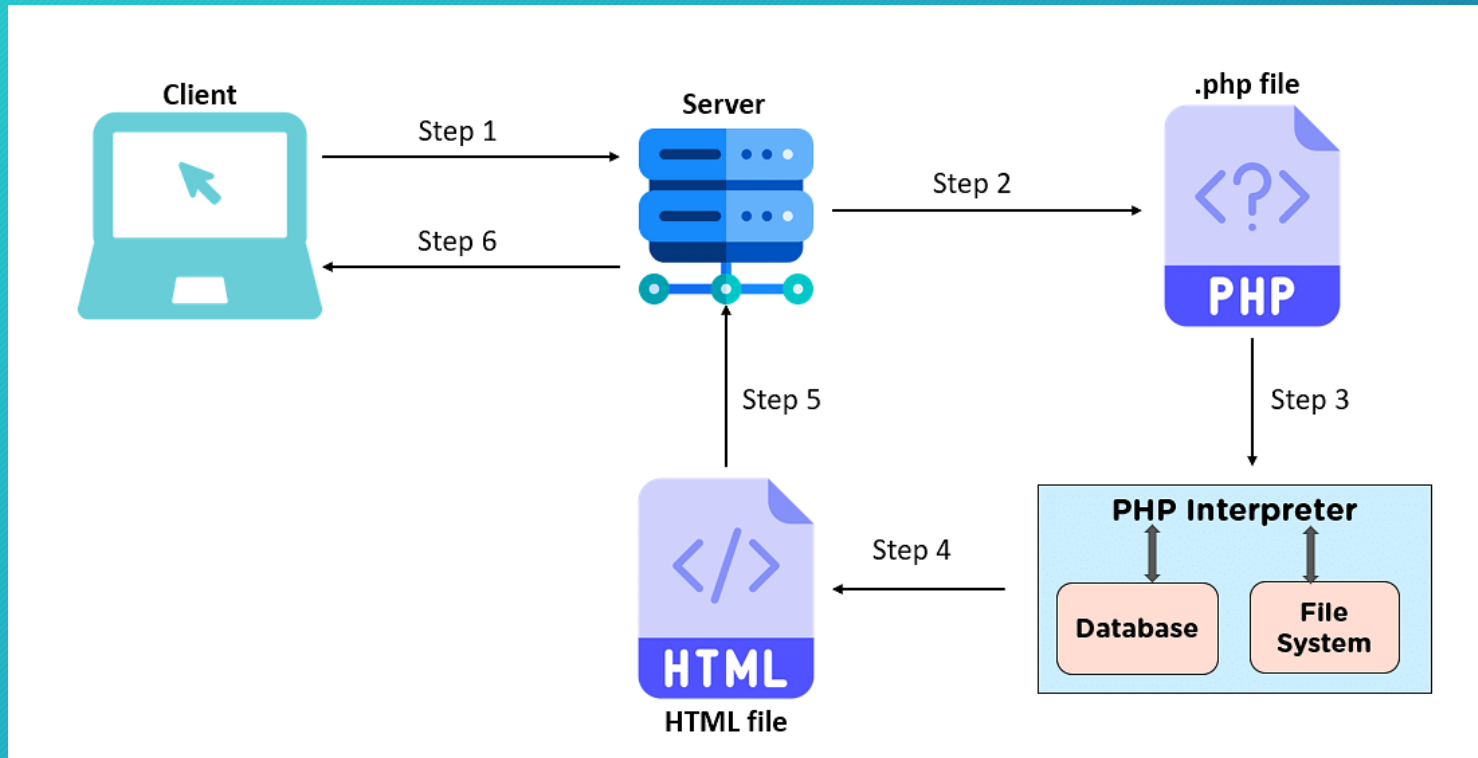 Client
Server
.php file
Step 1
Step 2
Step 6
PHP
Step 5
Step 3
PHP Interpreter
Step 4
Database
File
System
HTML
HTML file